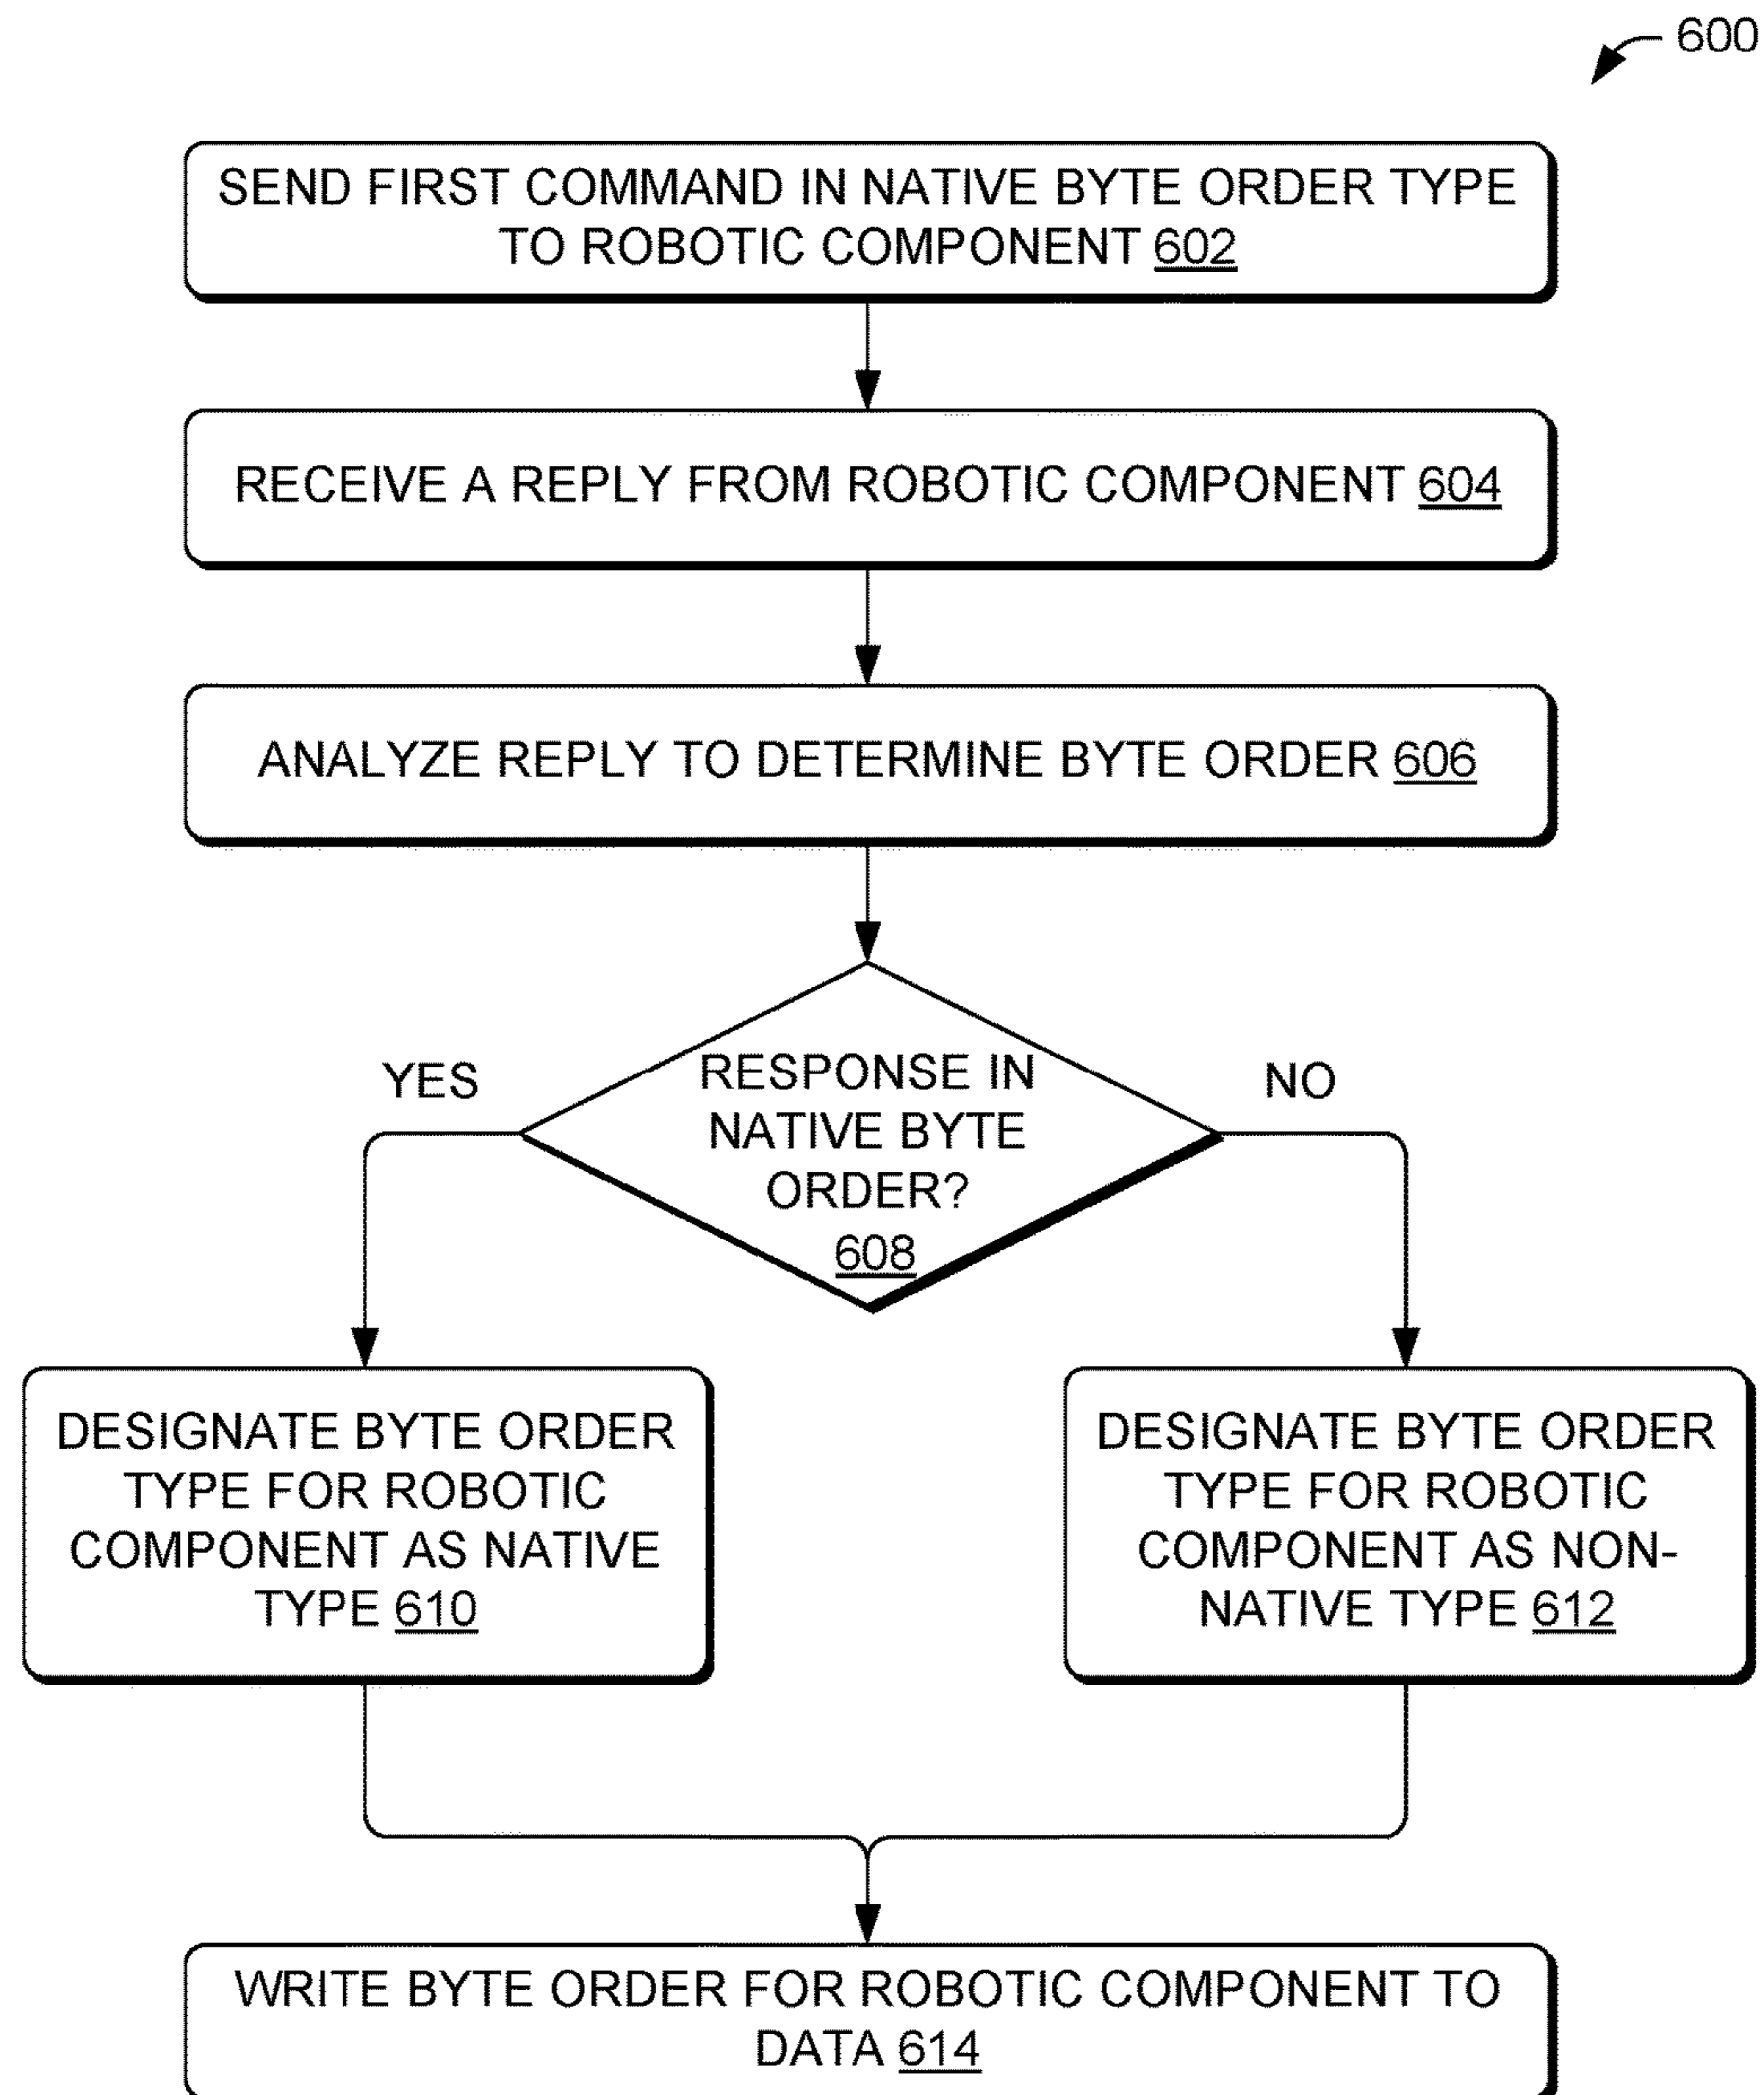 600
SEND FIRST COMMAND IN NATIVE BYTE ORDER TYPE
TO ROBOTIC COMPONENT 602
RECEIVE A REPLY FROM ROBOTIC COMPONENT 604
ANALYZE REPLY TO DETERMINE BYTE ORDER 606
YES
RESPONSE IN
NATIVE BYTE
ORDER?
608
NO
DESIGNATE BYTE ORDER
TYPE FOR ROBOTIC
COMPONENT AS NATIVE
TYPE 610
DESIGNATE BYTE ORDER
TYPE FOR ROBOTIC
COMPONENT AS NON-
NATIVE TYPE 612
WRITE BYTE ORDER FOR ROBOTIC COMPONENT TO
DATA 614